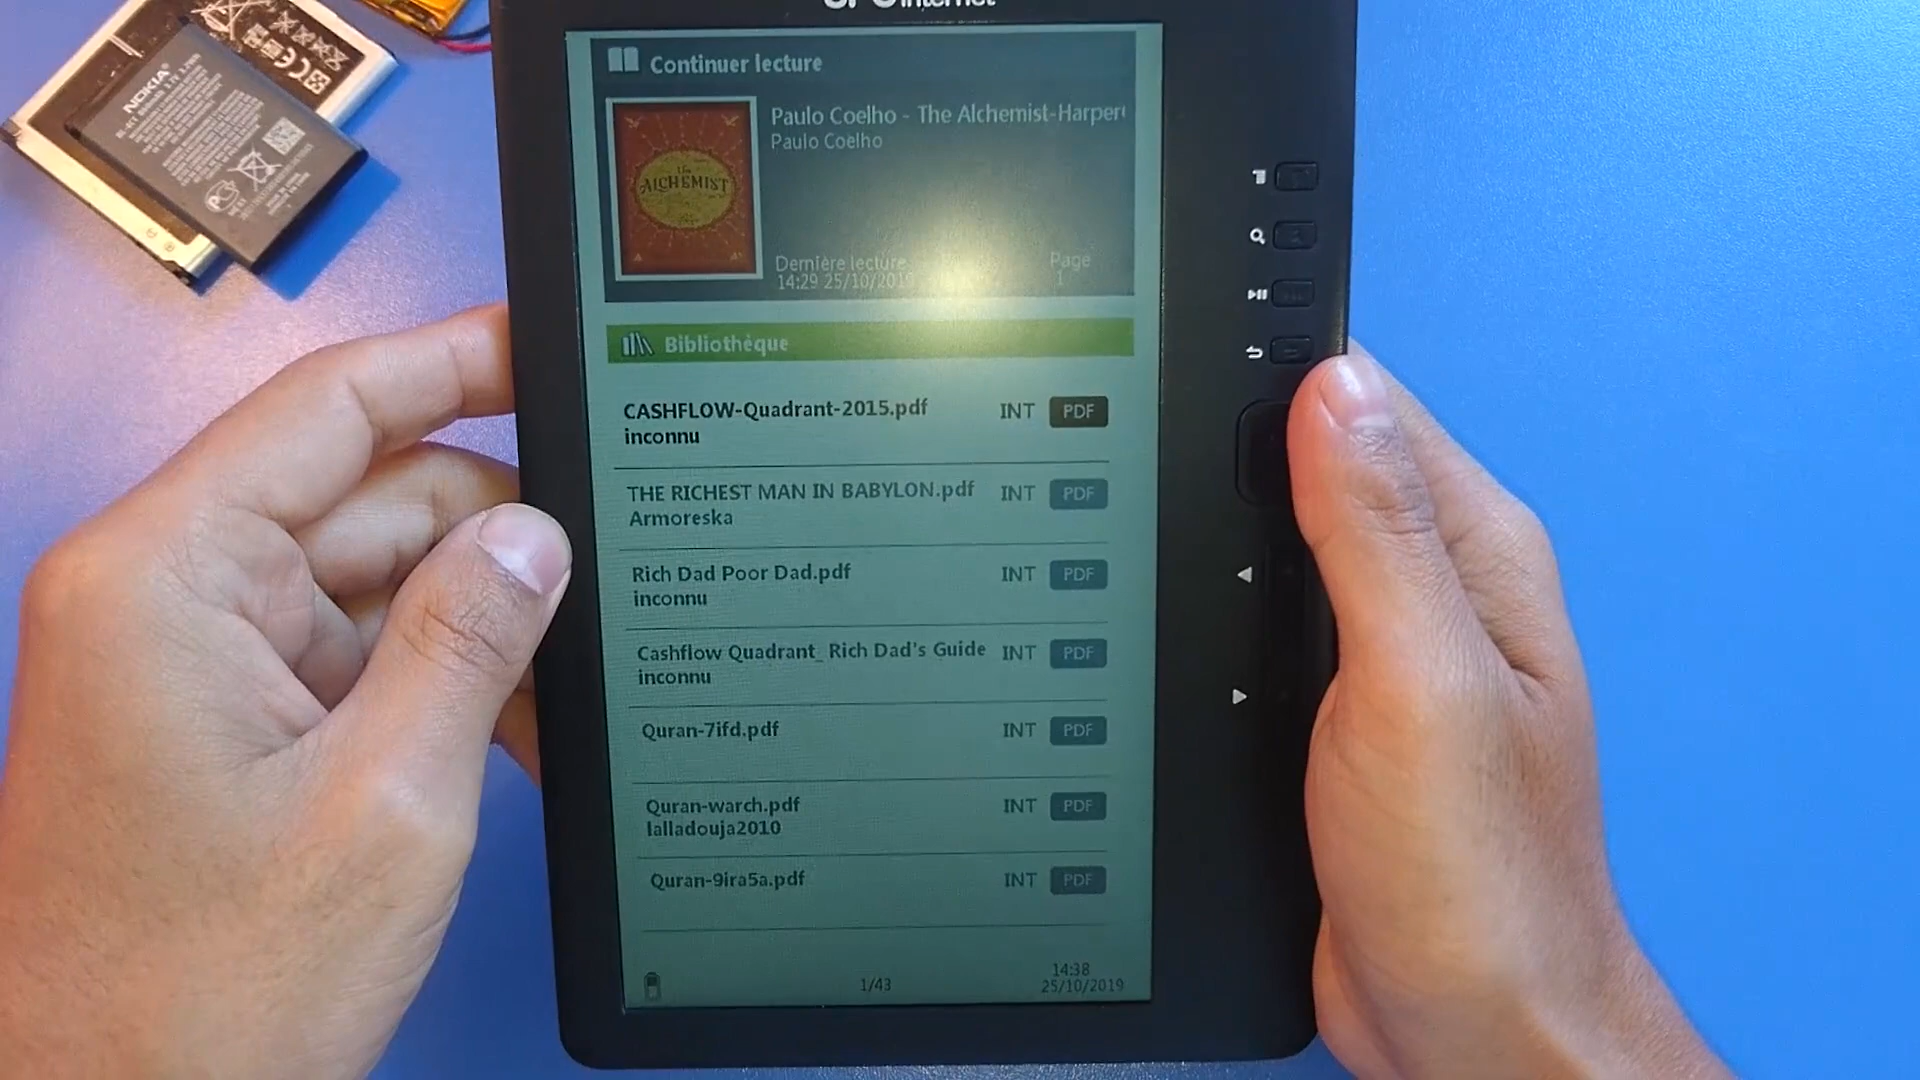 internet
Continuer lecture
Paulo Coelho - The Alchemist-Harper
Paulo Coelho
the
ALCHEMIST
Dernière lecture
Page
14:29 25/10/2019
1
Bibliothèque
CASHFLOW-Quadrant-2015.pdf INT PDF
inconnu
THE RICHEST MAN IN BABYLON.pdf INT PDF
Armoreska
Rich Dad Poor Dad.pdf INT PDF
inconnu
Cashflow Quadrant_ Rich Dad's Guide INT PDF
inconnu
Quran-7ifd.pdf INT PDF
Quran-warch.pdf INT PDF
lalladouja2010
Quran-9ira5a.pdf INT PDF
1/43
14:38
25/10/2019
NOKIA